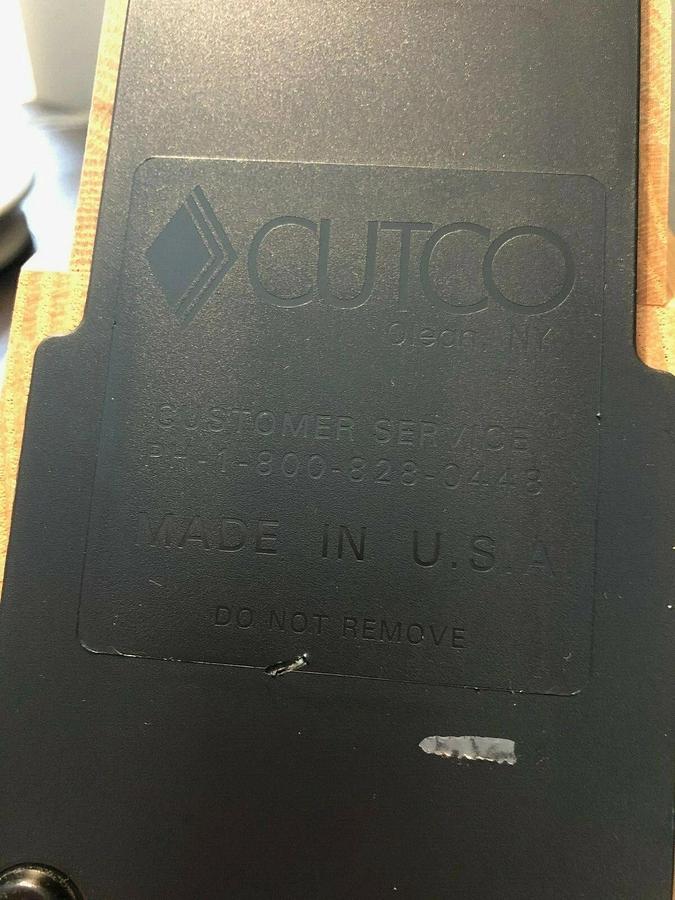 CUTCO
Olean, NY
CUSTOMER SERVICE
PH-1-800-828-0448
MADE IN U.S.A.
DO NOT REMOVE